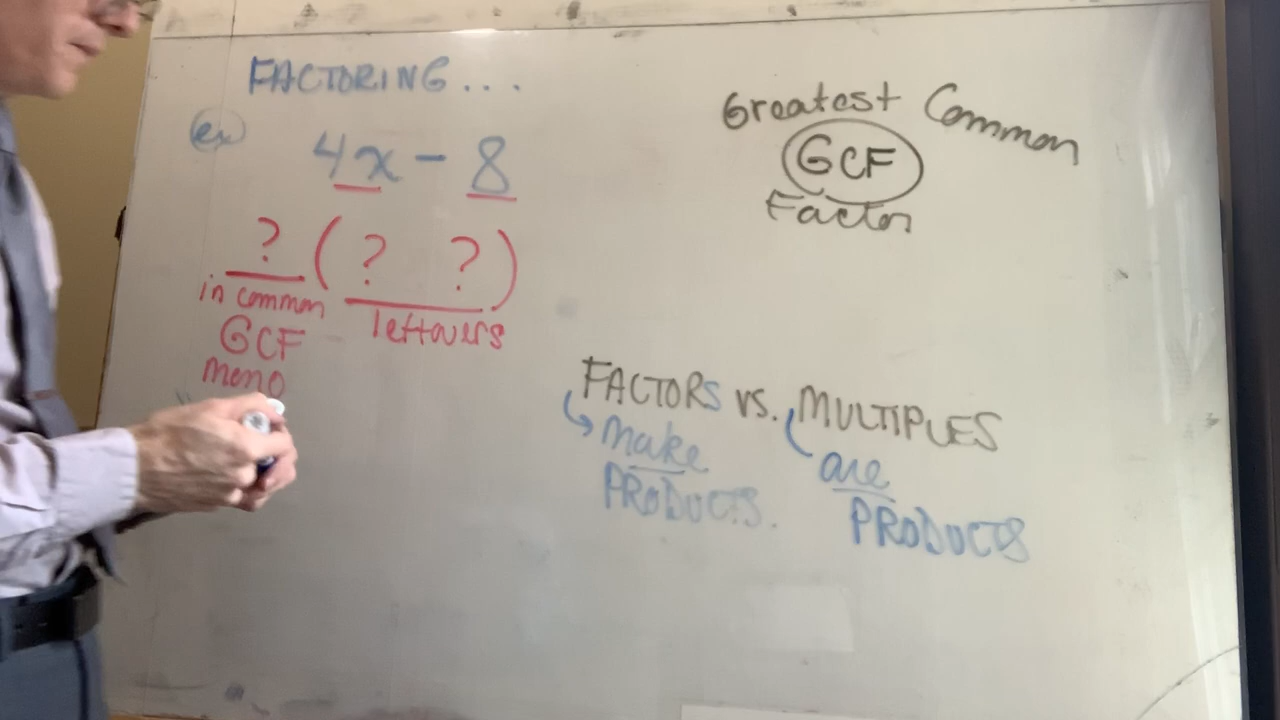 FACTORING...
ex 4x - 8
? ( ? ? )
in common leftovers
GCF
mono
Greatest Common
GCF
Factor
FACTORS vs. MULTIPLES
make are
PRODUCTS. PRODUCTS